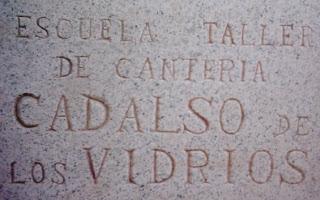 ESCUELA TALLER
DE CANTERIA
CADALSO DE
LOS VIDRIOS